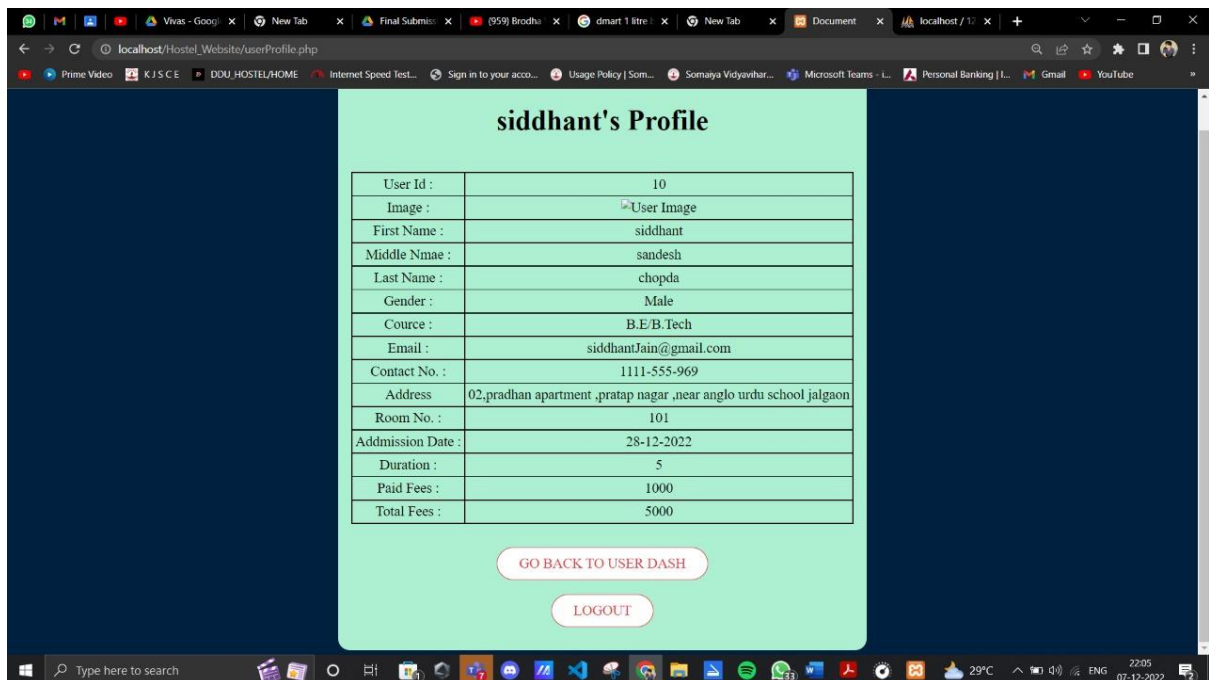 Vivas - Googl
New Tab
Final Submiss
(959) Brodha
dmart 1 litre
New Tab
Document
localhost / 12
localhost/Hostel_Website/userProfile.php
Prime Video
K J S C E
DDU_HOSTEL/HOME
Internet Speed Test...
Sign in to your acco...
Usage Policy | Som...
Somaiya Vidyavihar...
Microsoft Teams - i...
Personal Banking | I...
Gmail
YouTube
siddhant's Profile
User Id : 10
Image : User Image
First Name : siddhant
Middle Nmae : sandesh
Last Name : chopda
Gender : Male
Cource : B.E/B.Tech
Email : siddhantJain@gmail.com
Contact No. : 1111-555-969
Address 02,pradhan apartment ,pratap nagar ,near anglo urdu school jalgaon
Room No. : 101
Addmission Date : 28-12-2022
Duration : 5
Paid Fees : 1000
Total Fees : 5000
GO BACK TO USER DASH
LOGOUT
Type here to search
29°C
ENG
22:05
07-12-2022